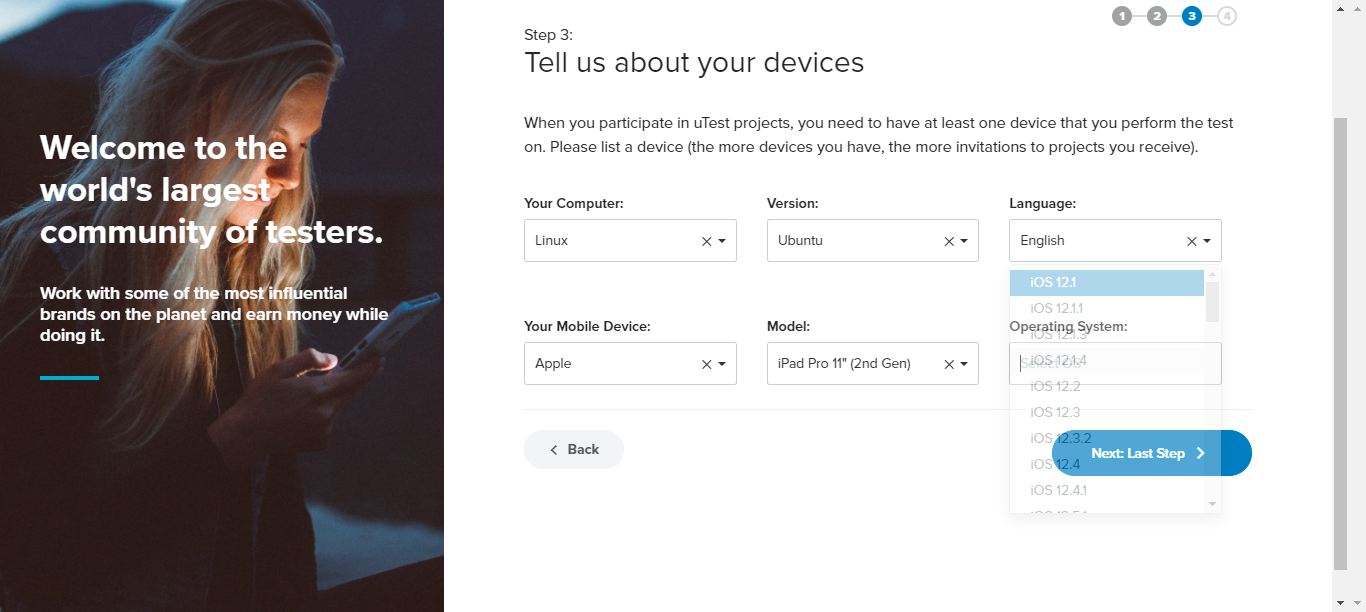 Welcome to the
world's largest
community of testers.
Work with some of the most influential
brands on the planet and earn money while
doing it.
1 2 3 4
Step 3:
Tell us about your devices
When you participate in uTest projects, you need to have at least one device that you perform the test
on. Please list a device (the more devices you have, the more invitations to projects you receive).
Your Computer: Version: Language:
Linux Ubuntu English
iOS 12.1
iOS 12.1.1
Your Mobile Device: Model: Operating System:
iOS 12.1.3
Apple iPad Pro 11" (2nd Gen) Select OS
iOS 12.1.4
iOS 12.2
iOS 12.3
iOS 12.3.2
Back Next: Last Step
iOS 12.4
iOS 12.4.1